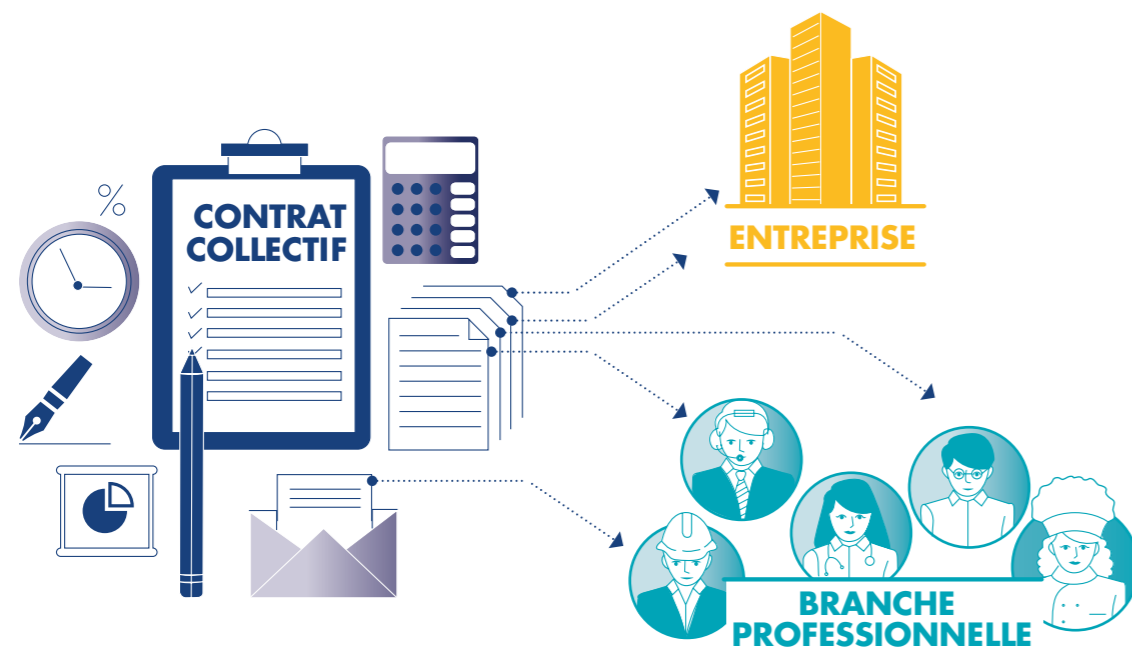 %
CONTRAT
COLLECTIF
ENTREPRISE
BRANCHE
PROFESSIONNELLE